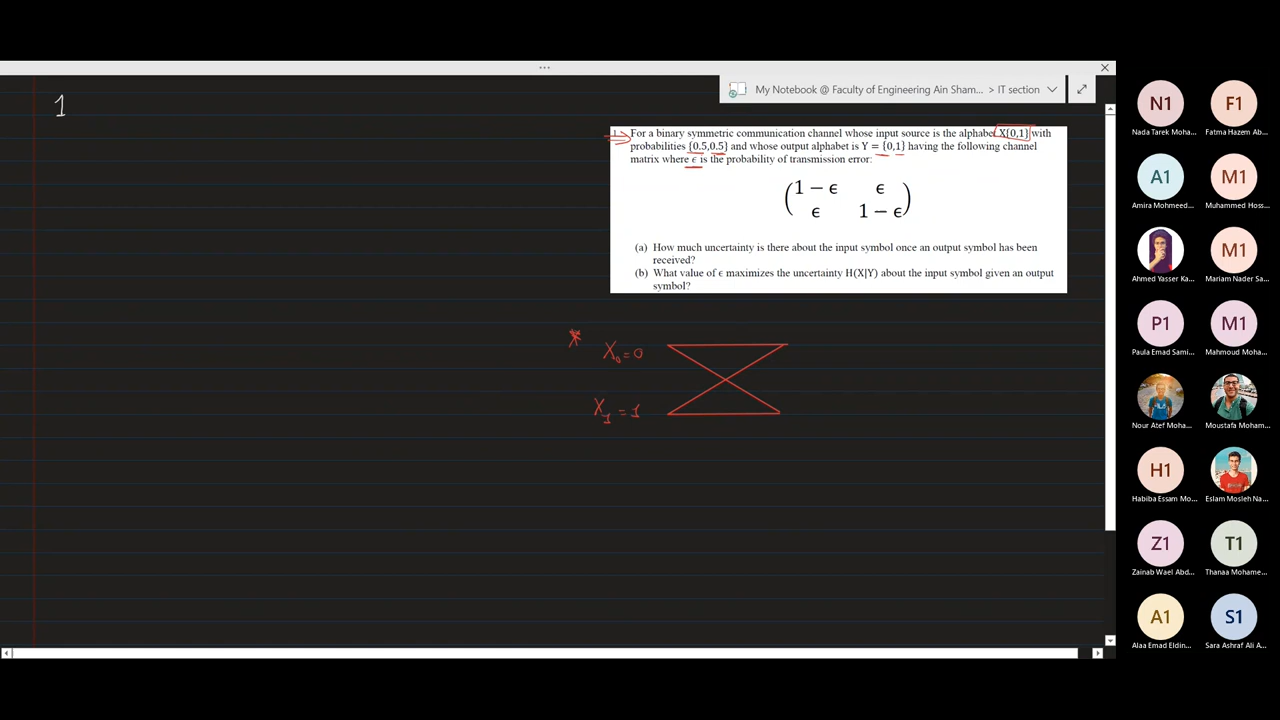 1
My Notebook @ Faculty of Engineering Ain Sham... > IT section
1. For a binary symmetric communication channel whose input source is the alphabet X{0,1} with
probabilities {0.5,0.5} and whose output alphabet is Y = {0,1} having the following channel
matrix where ϵ is the probability of transmission error:
(1 − ϵ ϵ
ϵ 1 − ϵ)
(a) How much uncertainty is there about the input symbol once an output symbol has been
received?
(b) What value of ϵ maximizes the uncertainty H(X|Y) about the input symbol given an output
symbol?
X₀ = 0
X₁ = 1
N1
Nada Tarek Moha...
F1
Fatma Hazem Ab...
A1
Amira Mohmeed...
M1
Muhammed Hoss...
Ahmed Yasser Ka...
M1
Mariam Nader Sa...
P1
Paula Emad Sami...
M1
Mahmoud Moha...
Nour Atef Moha...
Moustafa Moham...
H1
Habiba Essam Mo...
Eslam Mosleh Na...
Z1
Zainab Wael Abd...
T1
Thanaa Mohame...
A1
Alaa Emad Eldin...
S1
Sara Ashraf Ali A...